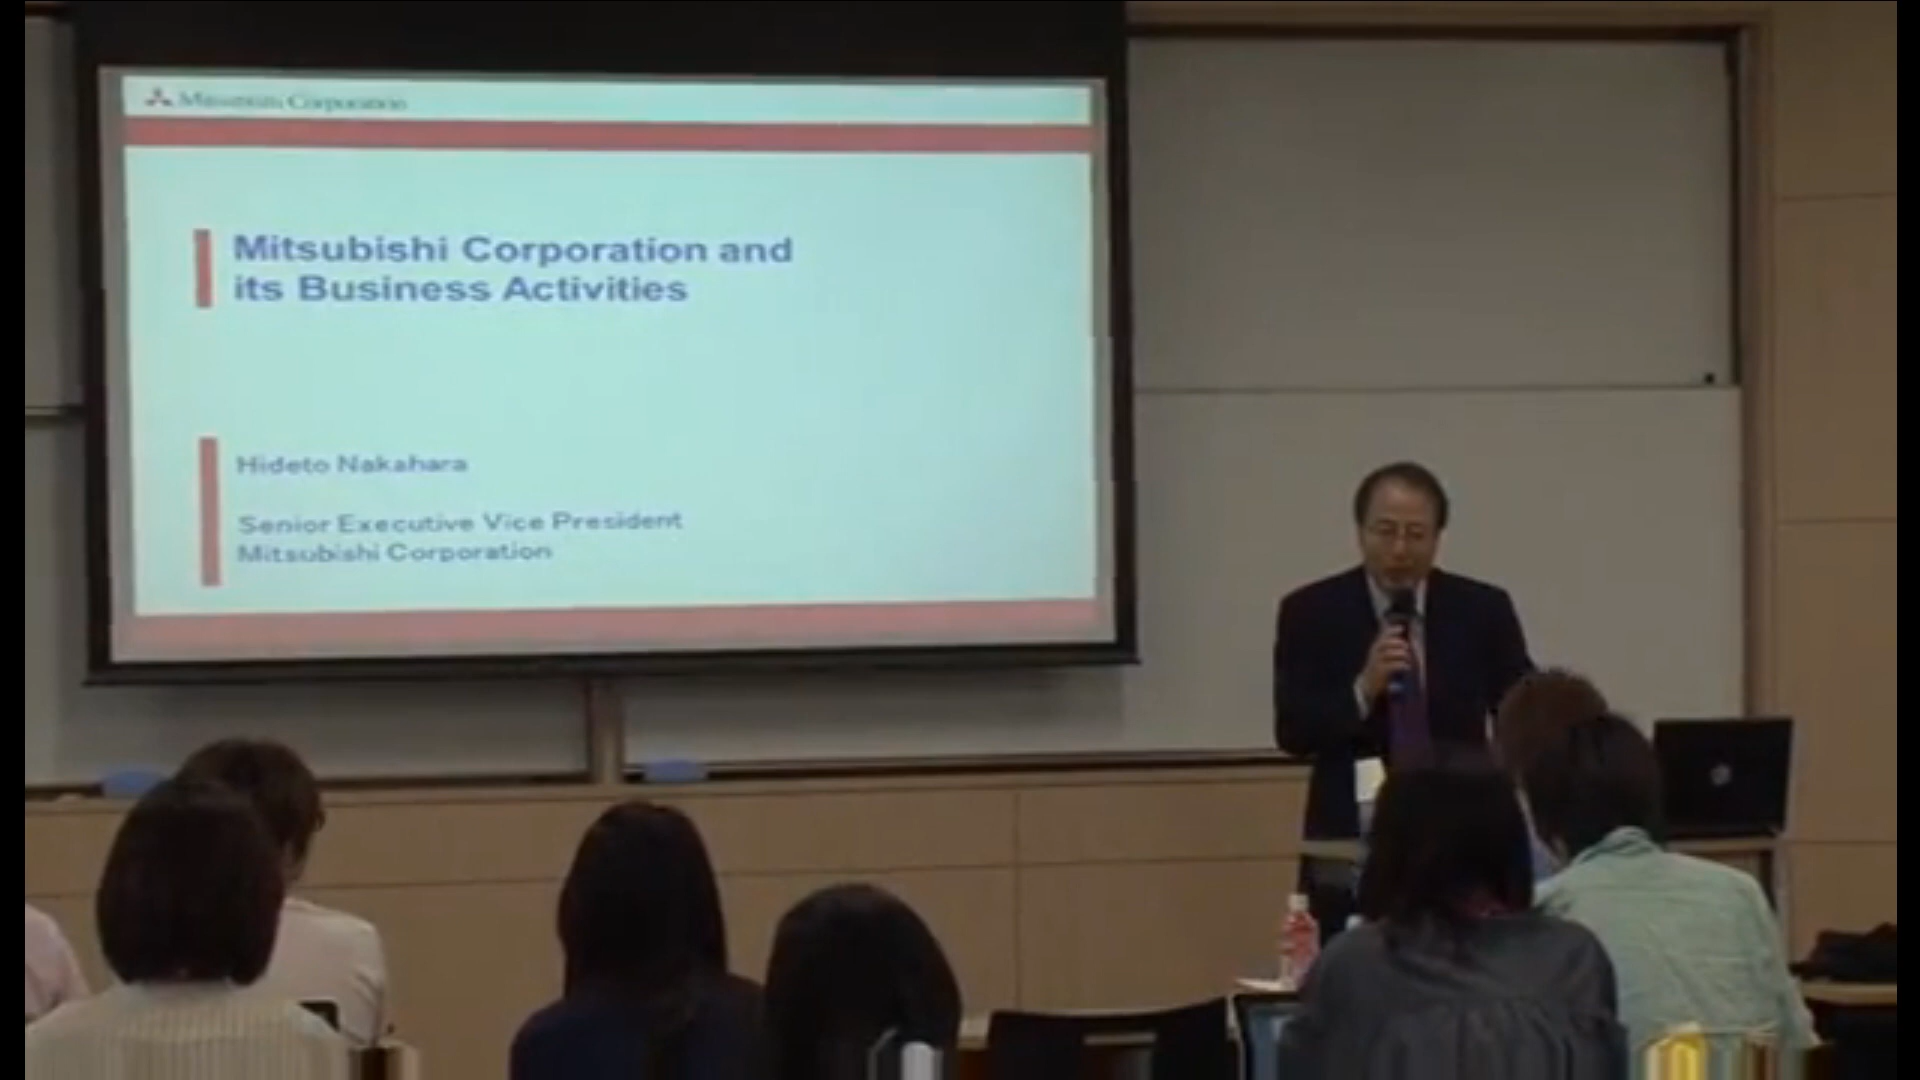 Mitsubishi Corporation
Mitsubishi Corporation and
its Business Activities
Hideto Nakahara
Senior Executive Vice President
Mitsubishi Corporation